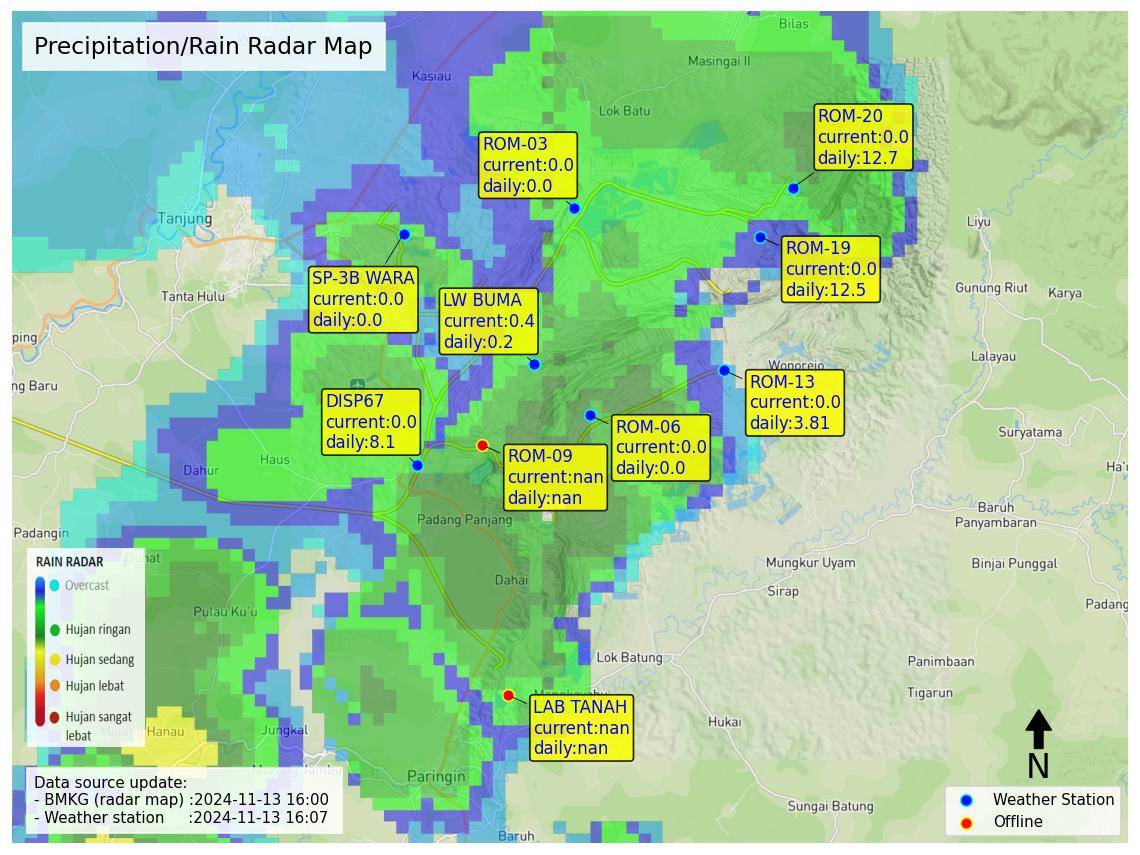 Precipitation/Rain Radar Map
Bilas
Masingai II
Kasiau
Lok Batu
ROM-20
current:0.0
daily:12.7
ROM-03
current:0.0
daily:0.0
Tanjung
Liyu
ROM-19
current:0.0
daily:12.5
SP-3B WARA
current:0.0
daily:0.0
Tanta Hulu
LW BUMA
current:0.4
daily:0.2
Gunung Riut
Karya
ping
Lalayau
Wonorejo
ng Baru
ROM-13
current:0.0
daily:3.81
DISP67
current:0.0
daily:8.1
ROM-06
current:0.0
daily:0.0
Suryatama
Haus
Dahur
ROM-09
current:nan
daily:nan
Ha'u
Baruh
Panyambaran
Padang Panjang
Padangin
Mungkur Uyam
Binjai Punggal
Dahai
Sirap
Padang
Pulau Ku'u
RAIN RADAR
Overcast
Hujan ringan
Hujan sedang
Hujan lebat
Hujan sangat
lebat
Lok Batung
Panimbaan
Tigarun
LAB TANAH
current:nan
daily:nan
Hukai
Jungkal
Paringin
Sungai Batung
Baruh
Data source update:
- BMKG (radar map) :2024-11-13 16:00
- Weather station :2024-11-13 16:07
N
Weather Station
Offline